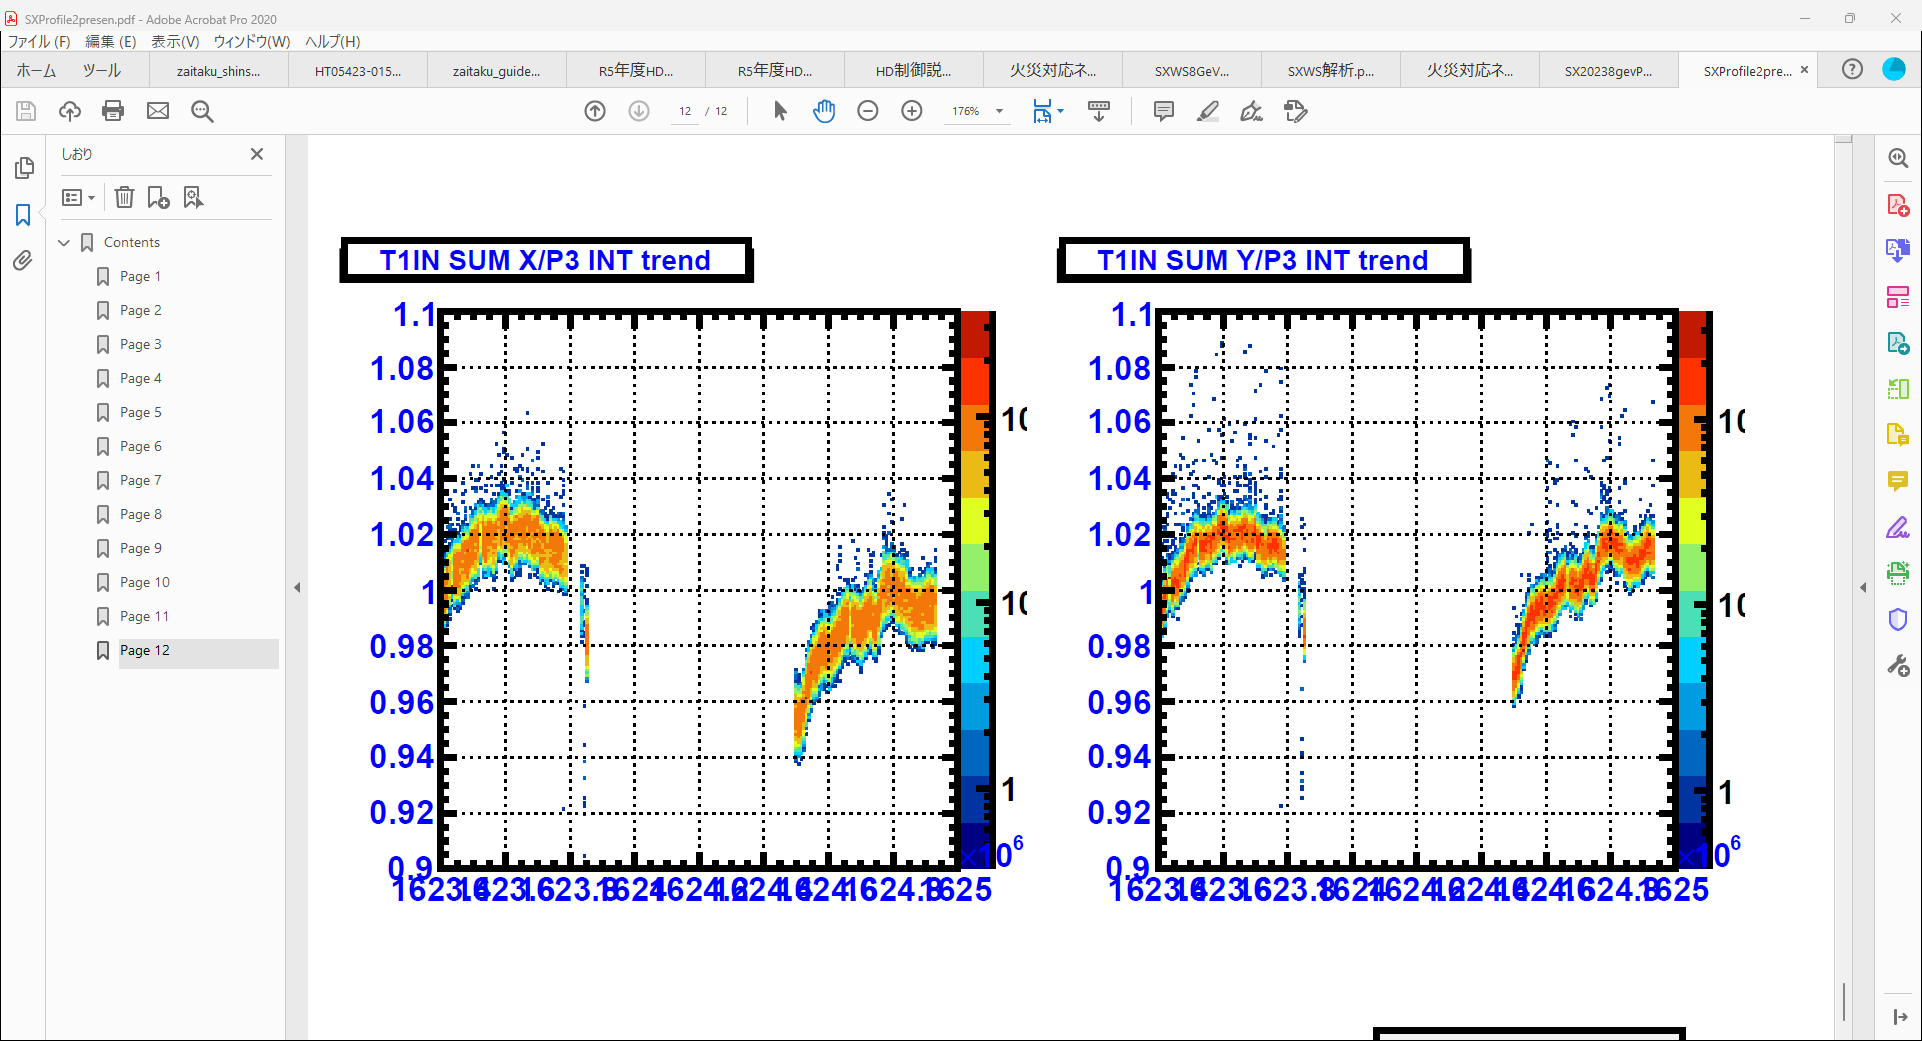 SXProfile2presen.pdf - Adobe Acrobat Pro 2020
ファイル (F) 編集 (E) 表示(V) ウィンドウ(W) ヘルプ(H)
ホーム ツール zaitaku_shins... HT05423-015... zaitaku_guide... R5年度HD... R5年度HD... HD制御説... 火災対応ネ... SXWS8GeV... SXWS解析.p... 火災対応ネ... SX20238gevP... SXProfile2pre...
12 / 12 176%
しおり
Contents
Page 1
Page 2
Page 3
Page 4
Page 5
Page 6
Page 7
Page 8
Page 9
Page 10
Page 11
Page 12
T1IN SUM X/P3 INT trend
1.1
1.08
1.06
1.04
1.02
1
0.98
0.96
0.94
0.92
0.9
1
×10⁶
T1IN SUM Y/P3 INT trend
1.1
1.08
1.06
1.04
1.02
1
0.98
0.96
0.94
0.92
0.9
1
×10⁶